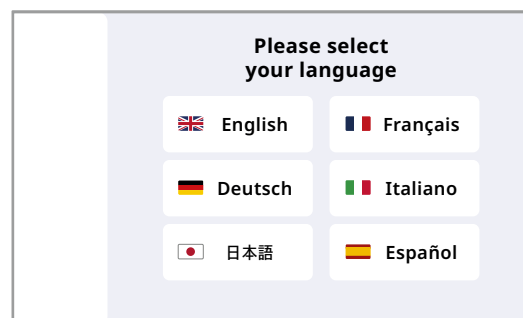 Please select
your language
English
Français
Deutsch
Italiano
日本語
Español